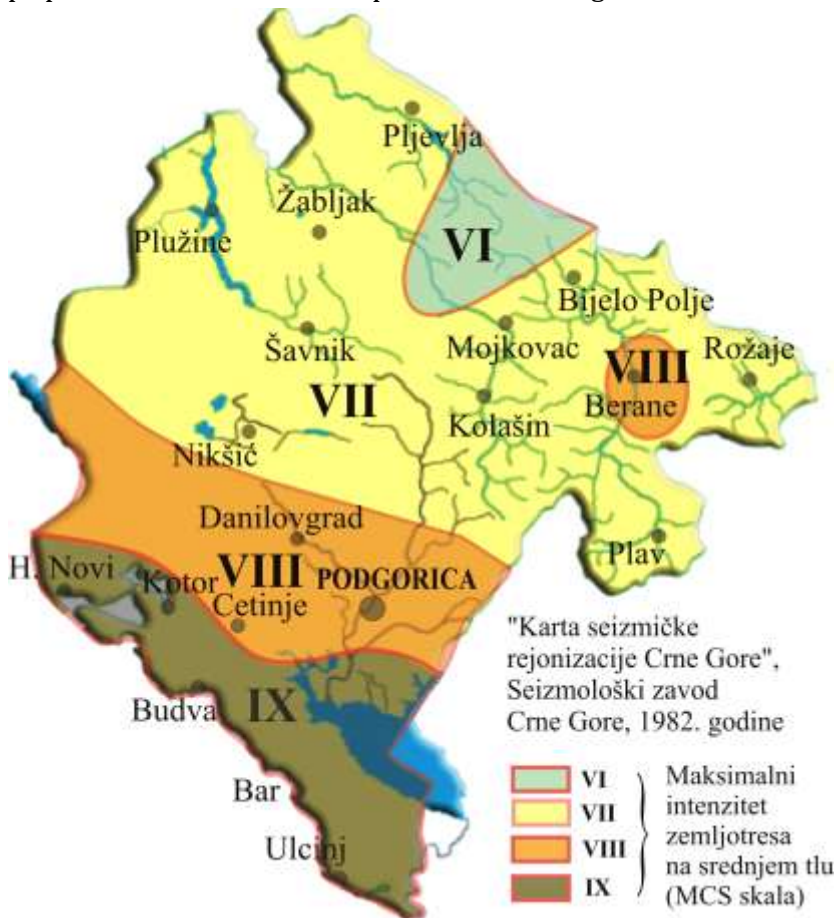 Pljevlja
Žabljak
Plužine
VI
Bijelo Polje
Šavnik
Mojkovac
VIII
Rožaje
VII
Berane
Kolašin
Nikšić
Danilovgrad
Plav
H. Novi
Kotor
VIII
PODGORICA
Cetinje
"Karta seizmičke
rejonizacije Crne Gore",
Seizmološki zavod
Crne Gore, 1982. godine
Budva
IX
Bar
Ulcinj
VI
VII
VIII
IX
Maksimalni
intenzitet
zemljotresa
na srednjem tlu
(MCS skala)